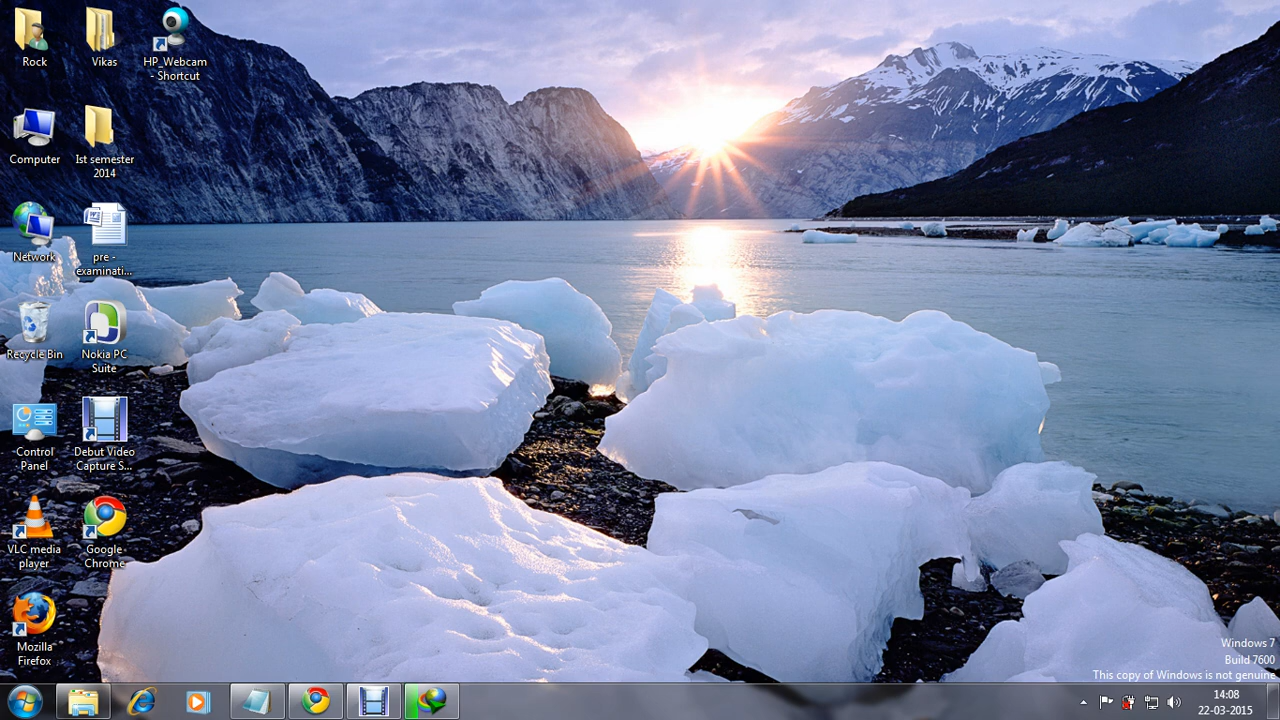 Rock
Vikas
HP_Webcam
- Shortcut
Computer
Ist semester
2014
Network
pre -
examinati...
Recycle Bin
Nokia PC
Suite
Control
Panel
Debut Video
Capture S...
VLC media
player
Google
Chrome
Mozilla
Firefox
Windows 7
Build 7600
This copy of Windows is not genuine
14:08
22-03-2015